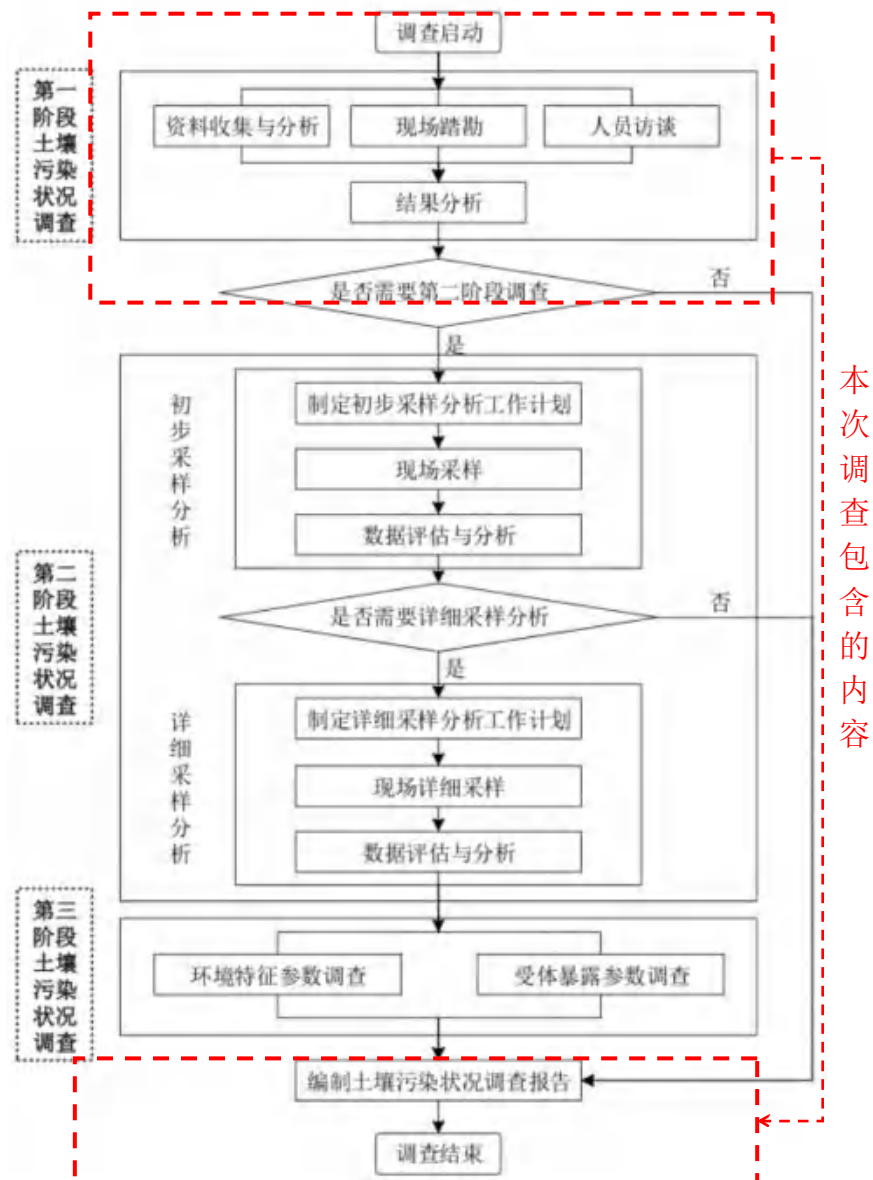 调查启动
第一
阶段
土壤
污染
状况
调查
资料收集与分析
现场踏勘
人员访谈
结果分析
是否需要第二阶段调查
否
是
初步采样分析
制定初步采样分析工作计划
现场采样
数据评估与分析
第二
阶段
土壤
污染
状况
调查
是否需要详细采样分析
否
是
详细采样分析
制定详细采样分析工作计划
现场详细采样
数据评估与分析
第三
阶段
土壤
污染
状况
调查
环境特征参数调查
受体暴露参数调查
编制土壤污染状况调查报告
调查结束
本次调查包含的内容